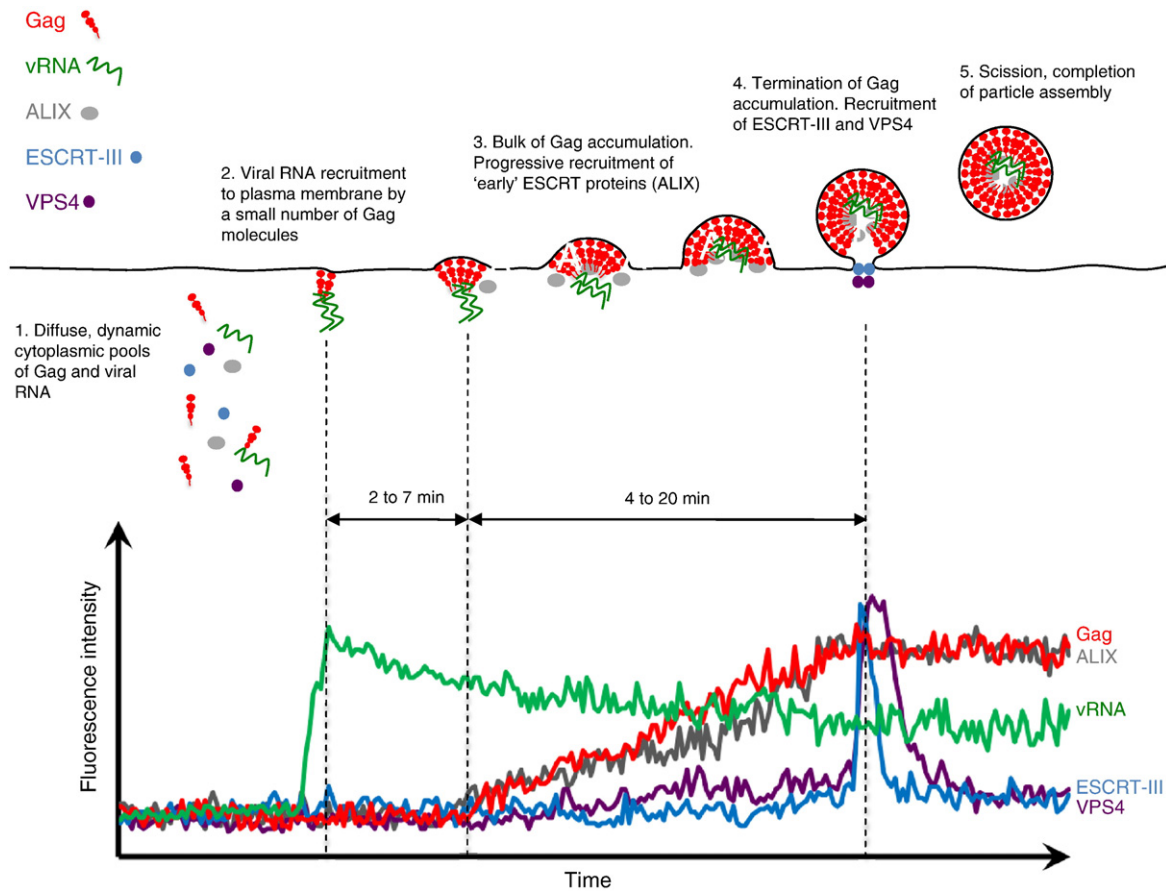 Gag
vRNA
ALIX
ESCRT-III
VPS4
1. Diffuse, dynamic
cytoplasmic pools
of Gag and viral
RNA
2. Viral RNA recruitment
to plasma membrane by
a small number of Gag
molecules
3. Bulk of Gag accumulation.
Progressive recruitment of
‘early’ ESCRT proteins (ALIX)
4. Termination of Gag
accumulation. Recruitment
of ESCRT-III and VPS4
5. Scission, completion
of particle assembly
2 to 7 min
4 to 20 min
Fluorescence intensity
Gag
ALIX
vRNA
ESCRT-III
VPS4
Time